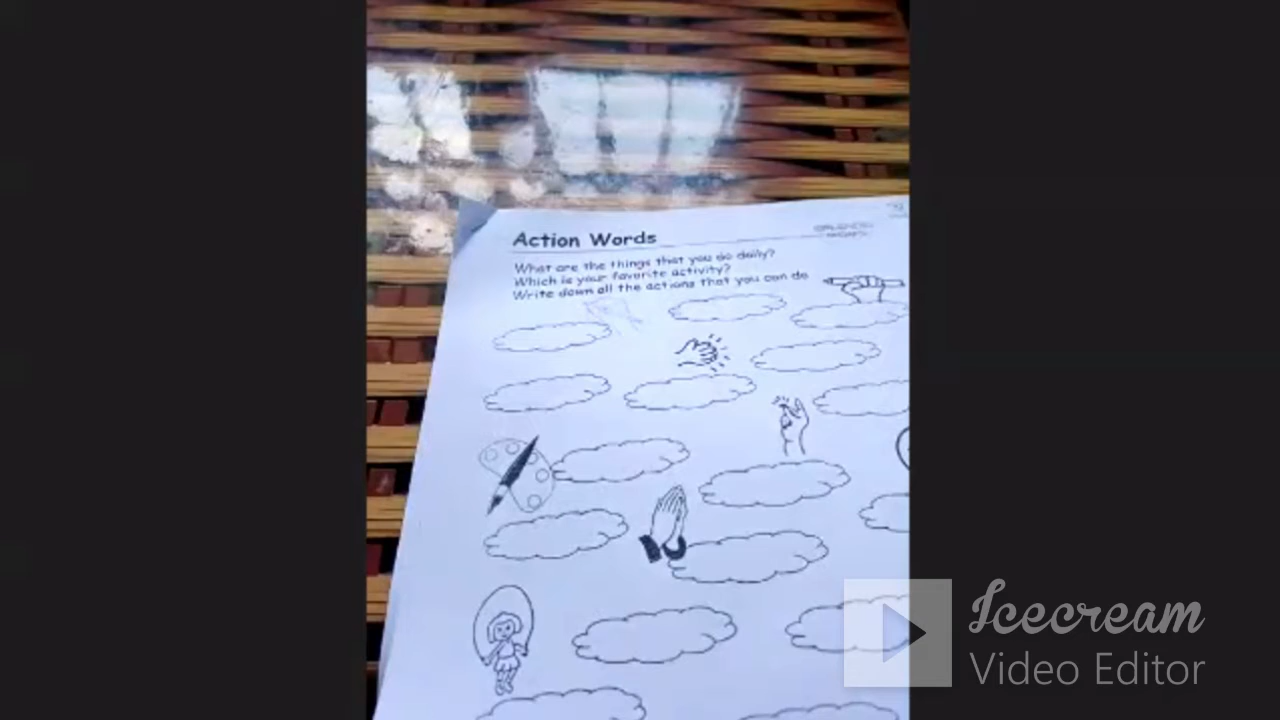 Action Words
What are the things that you do daily?
Which is your favorite activity?
Write down all the actions that you can do
Icecream
Video Editor